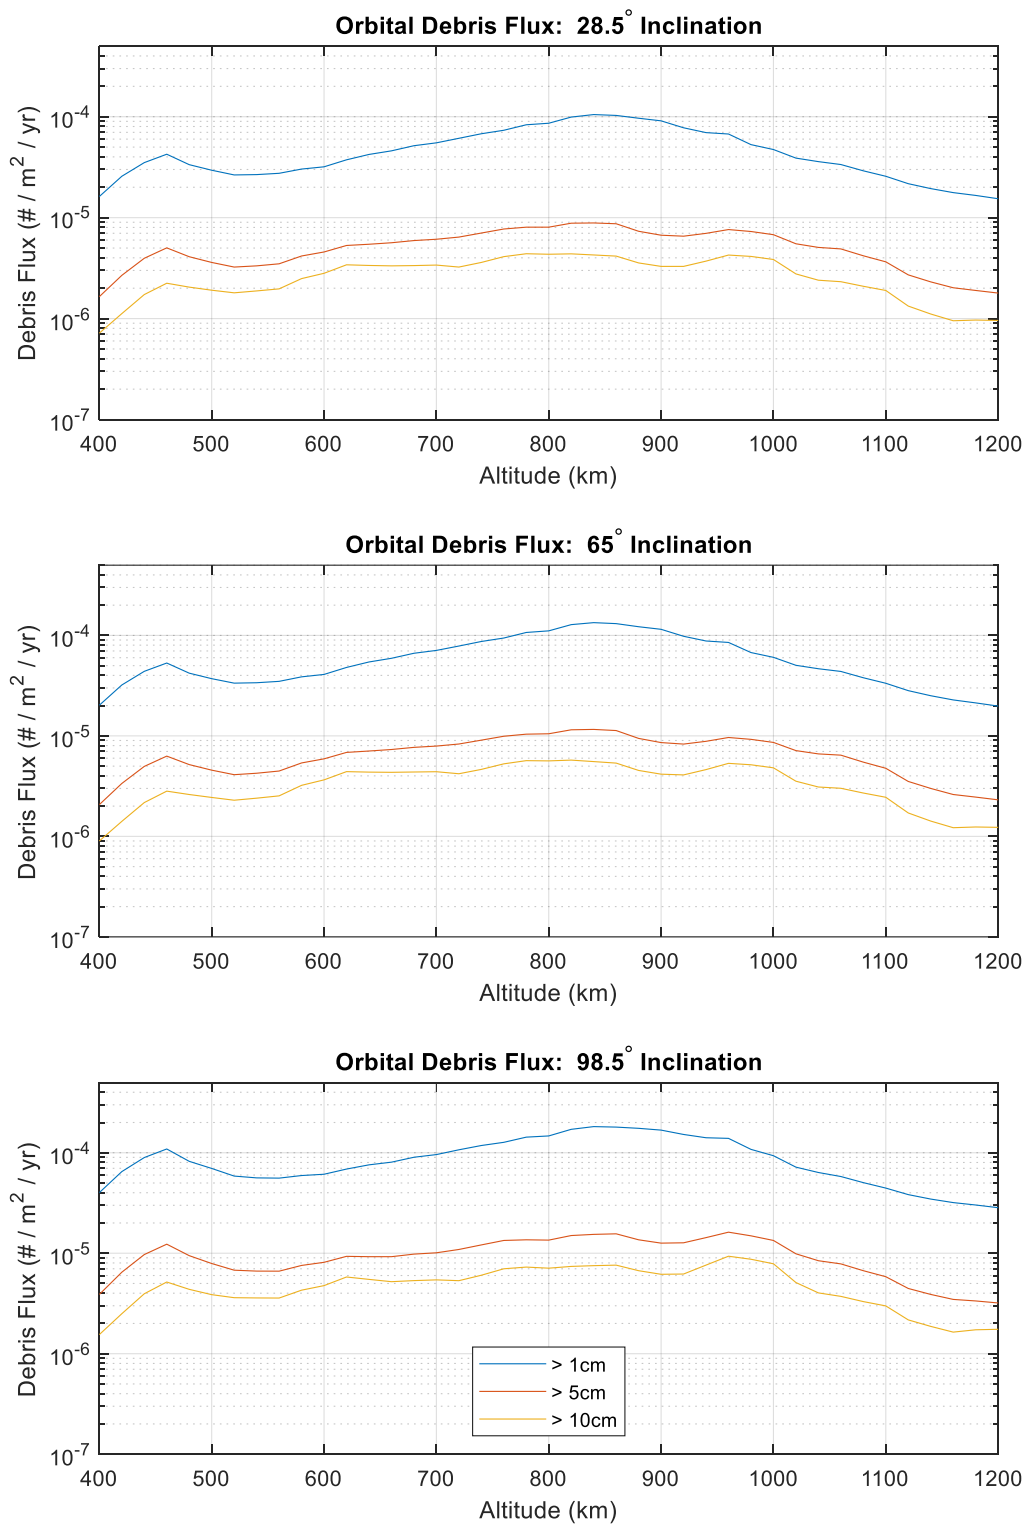 Orbital Debris Flux: 28.5° Inclination
Debris Flux (# / m² / yr)
10⁻⁴
10⁻⁵
10⁻⁶
10⁻⁷
400 500 600 700 800 900 1000 1100 1200
Altitude (km)
Orbital Debris Flux: 65° Inclination
Debris Flux (# / m² / yr)
10⁻⁴
10⁻⁵
10⁻⁶
10⁻⁷
400 500 600 700 800 900 1000 1100 1200
Altitude (km)
Orbital Debris Flux: 98.5° Inclination
Debris Flux (# / m² / yr)
10⁻⁴
10⁻⁵
10⁻⁶
10⁻⁷
> 1cm
> 5cm
> 10cm
400 500 600 700 800 900 1000 1100 1200
Altitude (km)